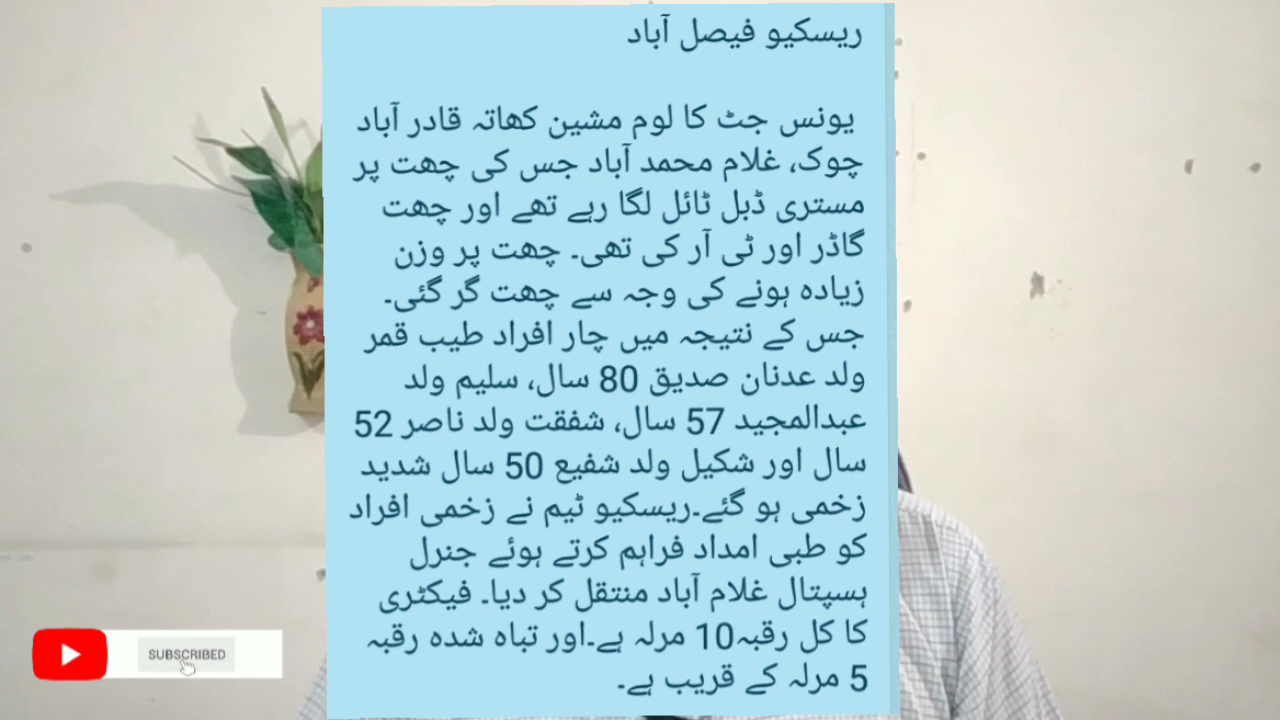 ریسکیو فیصل آباد
یونس جٹ کا لوم مشین کھاتہ قادر آباد
چوک، غلام محمد آباد جس کی چھت پر
مستری ڈبل ٹائل لگا رہے تھے اور چھت
گاڈر اور ٹی آر کی تھی۔ چھت پر وزن
زیادہ ہونے کی وجہ سے چھت گر گئی۔
جس کے نتیجہ میں چار افراد طیب قمر
ولد عدنان صدیق 80 سال، سلیم ولد
عبدالمجید 57 سال، شفقت ولد ناصر 52
سال اور شکیل ولد شفیع 50 سال شدید
زخمی ہو گئے۔ریسکیو ٹیم نے زخمی افراد
کو طبی امداد فراہم کرتے ہوئے جنرل
ہسپتال غلام آباد منتقل کر دیا۔ فیکٹری
کا کل رقبہ10 مرلہ ہے۔اور تباہ شدہ رقبہ
5 مرلہ کے قریب ہے۔
SUBSCRIBED